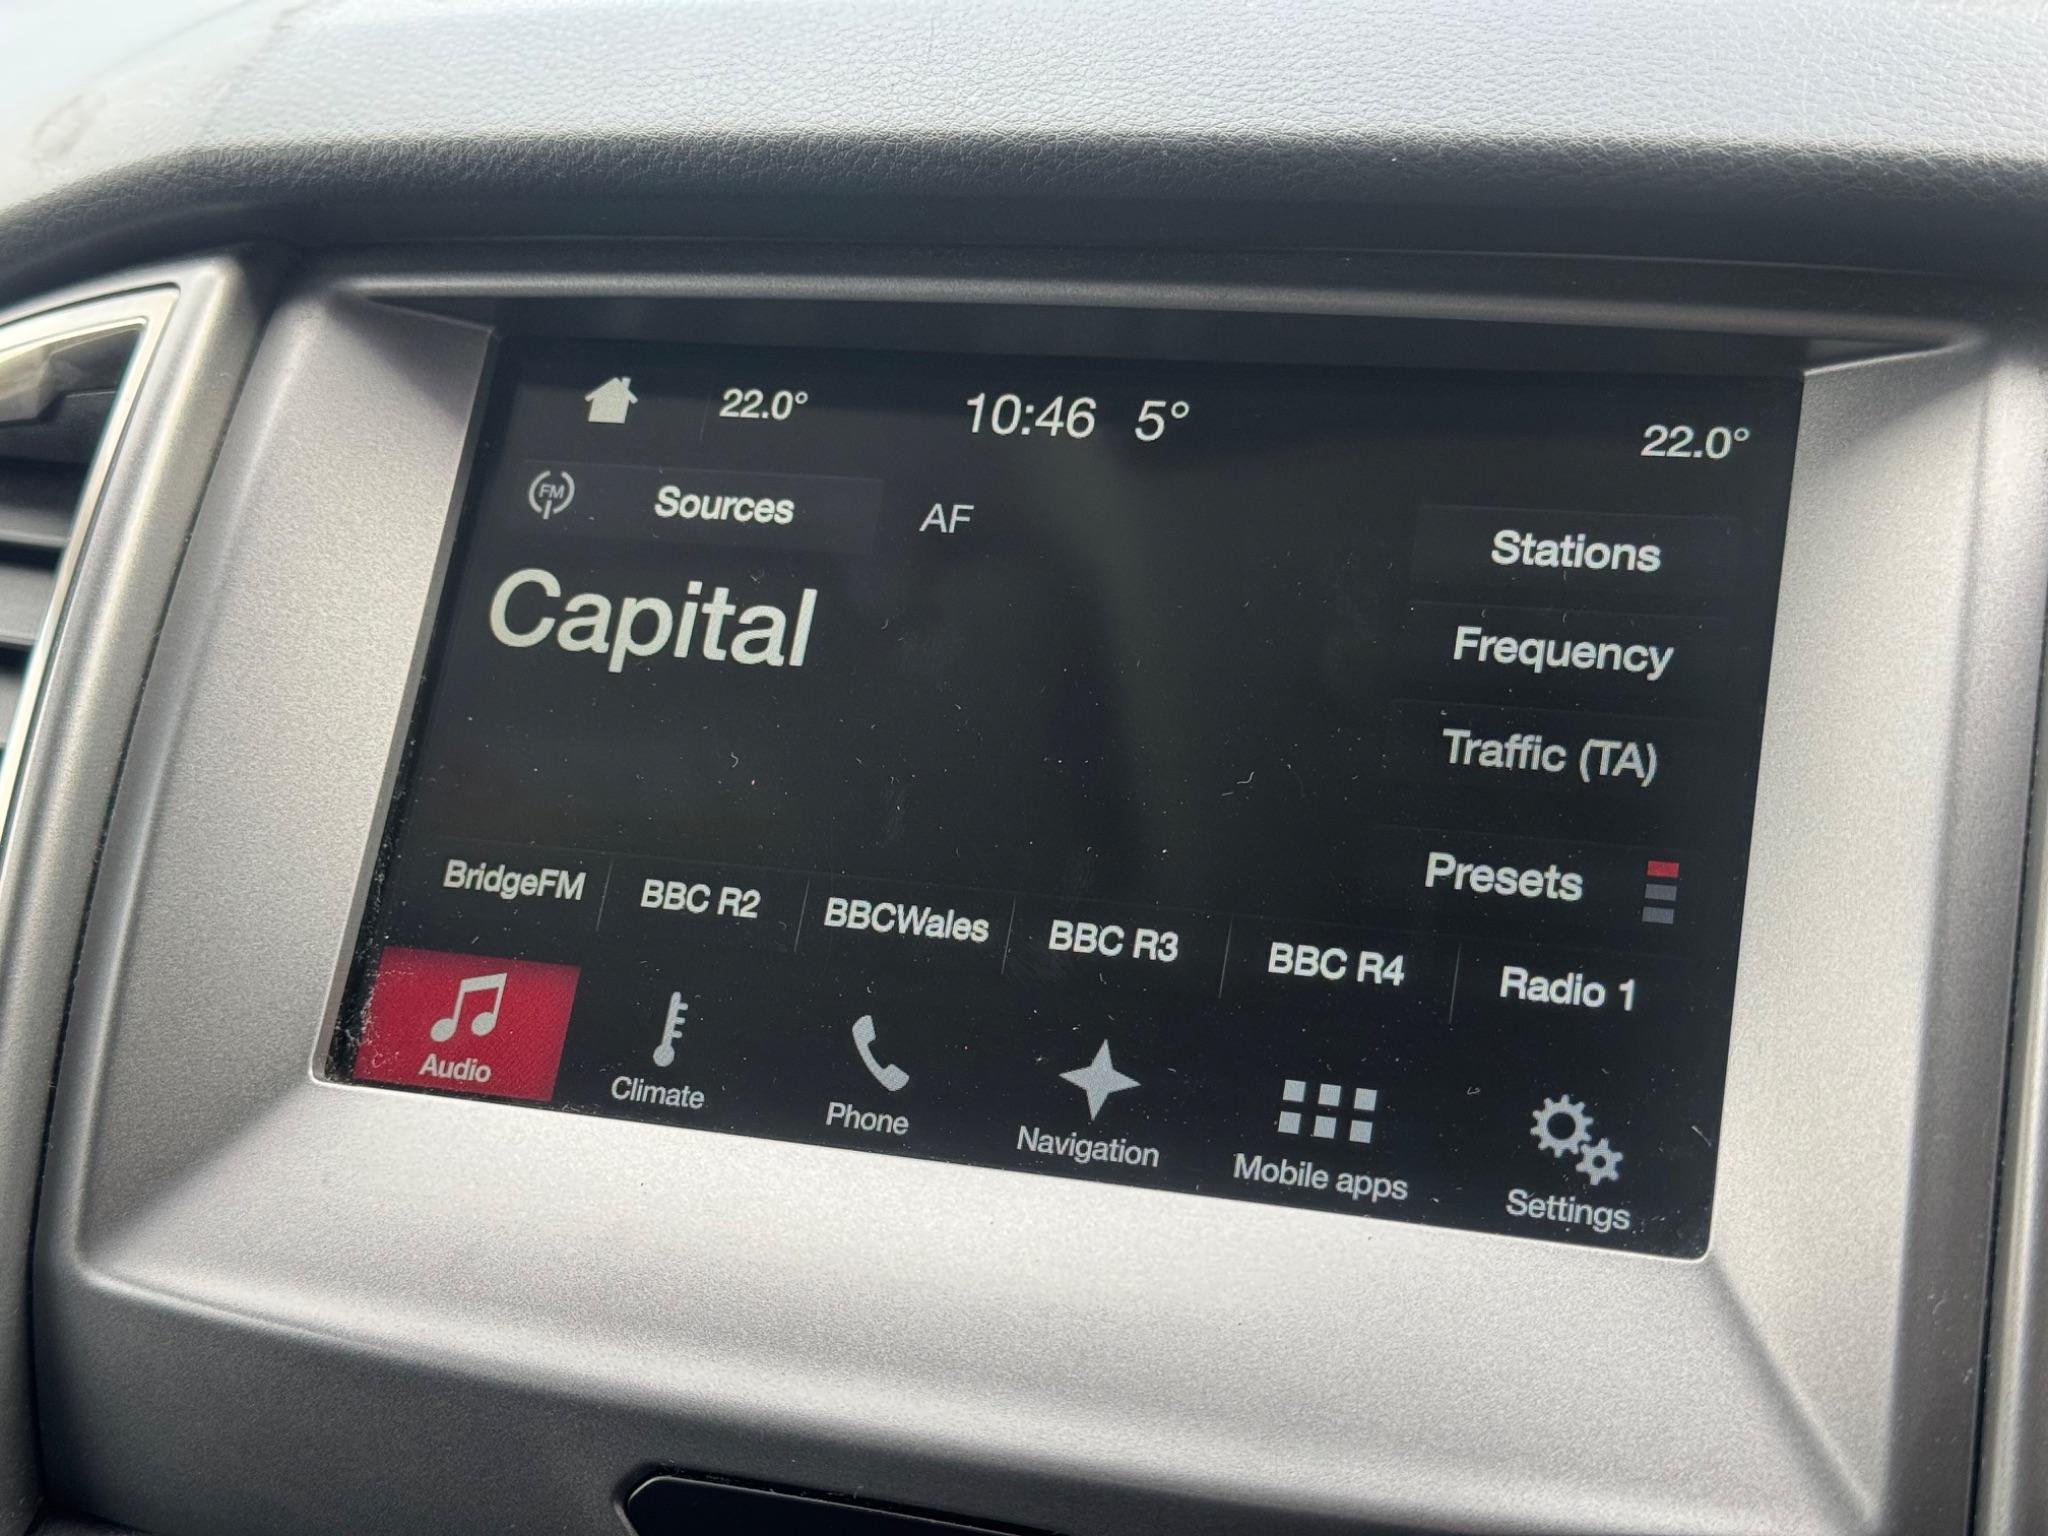 22.0° 10:46 5° 22.0°
FM Sources AF
Stations
Capital
Frequency
Traffic (TA)
Presets
BridgeFM BBC R2 BBCWales BBC R3 BBC R4 Radio 1
Audio Climate Phone Navigation Mobile apps Settings